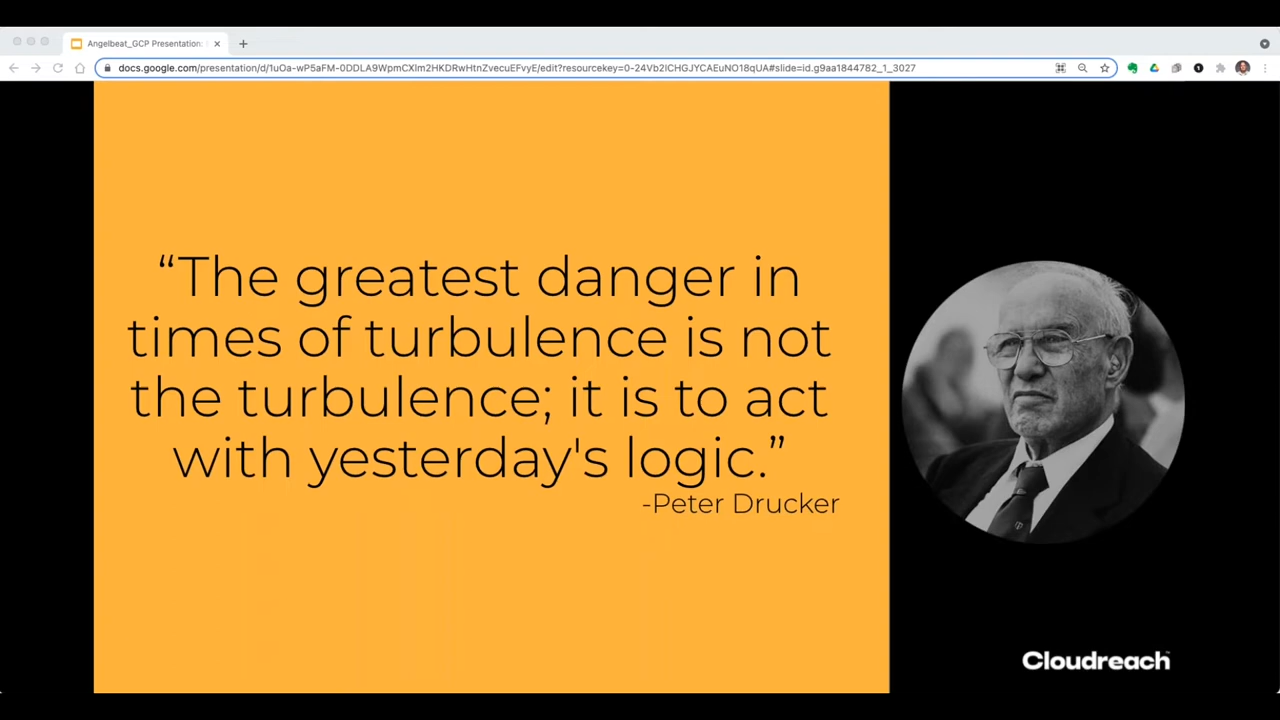 Angelbeat_GCP Presentation:
docs.google.com/presentation/d/1uOa-wP5aFM-0DDLA9WpmCXlm2HKDRwHtnZvecuEFvyE/edit?resourcekey=0-24Vb2lCHGJYCAEuNO18qUA#slide=id.g9aa1844782_1_3027
“The greatest danger in
times of turbulence is not
the turbulence; it is to act
with yesterday's logic.”
-Peter Drucker
Cloudreach